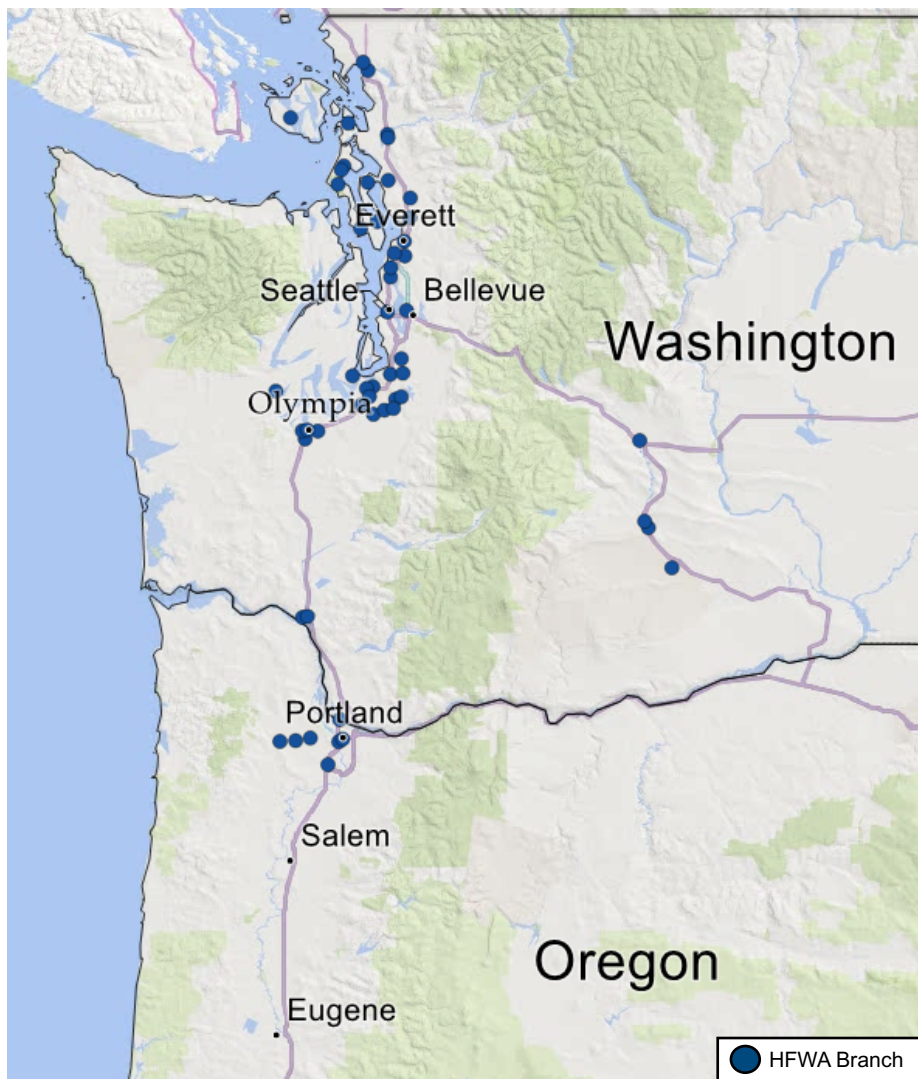 Everett
Seattle
Bellevue
Washington
Olympia
Portland
Salem
Oregon
Eugene
HFWA Branch